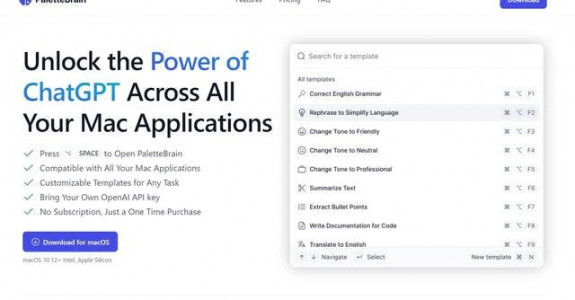 PaletteBrain
Features Pricing FAQ
Download
Unlock the Power of
ChatGPT Across All
Your Mac Applications
Press ⌥ SPACE to Open PaletteBrain
Compatible with All Your Mac Applications
Customizable Templates for Any Task
Bring Your Own OpenAI API key
No Subscription, Just a One Time Purchase
Download for macOS
macOS 10.12+ Intel, Apple Silicon
Search for a template
All templates
Correct English Grammar ⌘ ⌥ F1
Rephrase to Simplify Language ⌘ ⌥ F2
Change Tone to Friendly ⌘ ⌥ F3
Change Tone to Neutral ⌘ ⌥ F4
Change Tone to Professional ⌘ ⌥ F5
Summarize Text ⌘ ⌥ F6
Extract Bullet Points ⌘ ⌥ F7
Write Documentation for Code ⌘ ⌥ F8
Translate to English ⌘ ⌥ F9
↑ ↓ Navigate ↵ Select New template ⌘ N